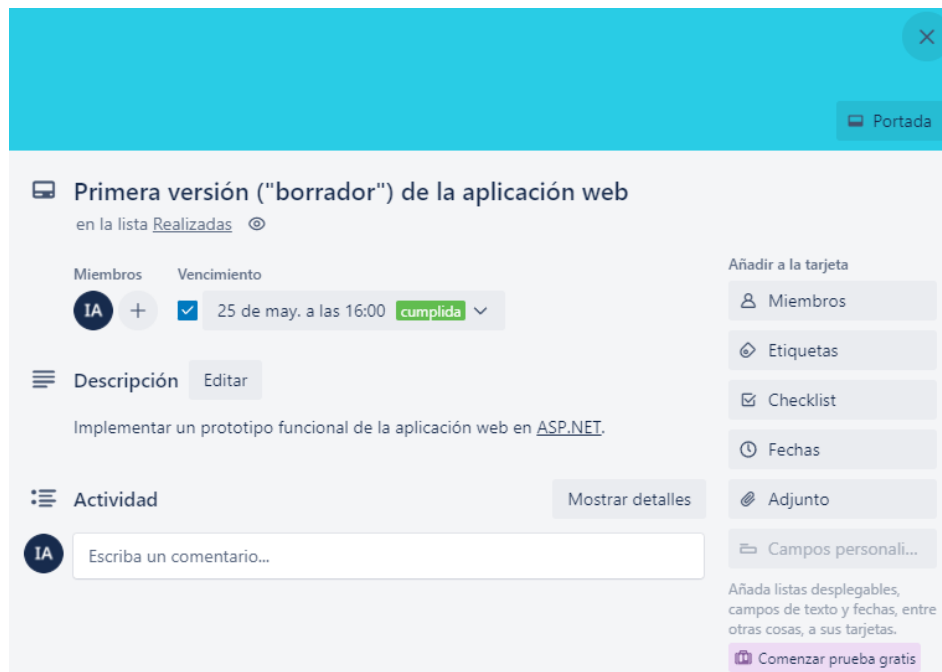 Portada
Primera versión ("borrador") de la aplicación web
en la lista Realizadas
Miembros Vencimiento
IA + 25 de may. a las 16:00 cumplida
Descripción Editar
Implementar un prototipo funcional de la aplicación web en ASP.NET.
Actividad Mostrar detalles
IA Escriba un comentario...
Añadir a la tarjeta
Miembros
Etiquetas
Checklist
Fechas
Adjunto
Campos personali...
Añada listas desplegables,
campos de texto y fechas, entre
otras cosas, a sus tarjetas.
Comenzar prueba gratis